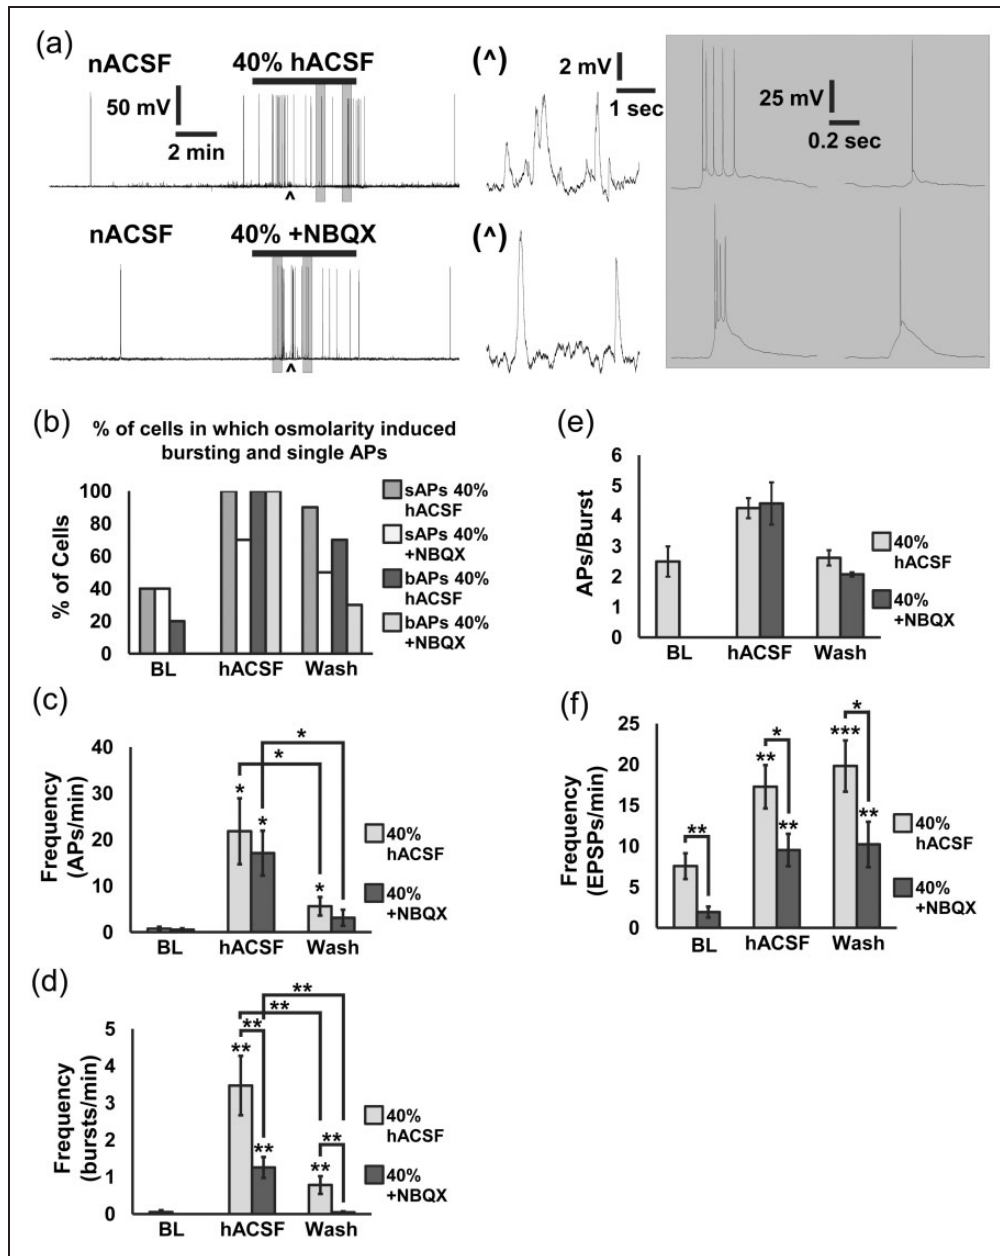 (a)
nACSF
40% hACSF
50 mV
2 min
^
(^)
2 mV
1 sec
25 mV
0.2 sec
nACSF
40% +NBQX
^
(^)
(b)
% of cells in which osmolarity induced
bursting and single APs
% of Cells
100
80
60
40
20
0
BL
hACSF
Wash
sAPs 40%
hACSF
sAPs 40%
+NBQX
bAPs 40%
hACSF
bAPs 40%
+NBQX
(c)
Frequency
(APs/min)
40
30
20
10
0
*
*
*
*
*
BL
hACSF
Wash
40%
hACSF
40%
+NBQX
(d)
Frequency
(bursts/min)
5
4
3
2
1
0
**
**
**
**
**
**
**
BL
hACSF
Wash
40%
hACSF
40%
+NBQX
(e)
APs/Burst
6
5
4
3
2
1
0
BL
hACSF
Wash
40%
hACSF
40%
+NBQX
(f)
Frequency
(EPSPs/min)
25
20
15
10
5
0
**
*
**
**
*
***
**
BL
hACSF
Wash
40%
hACSF
40%
+NBQX